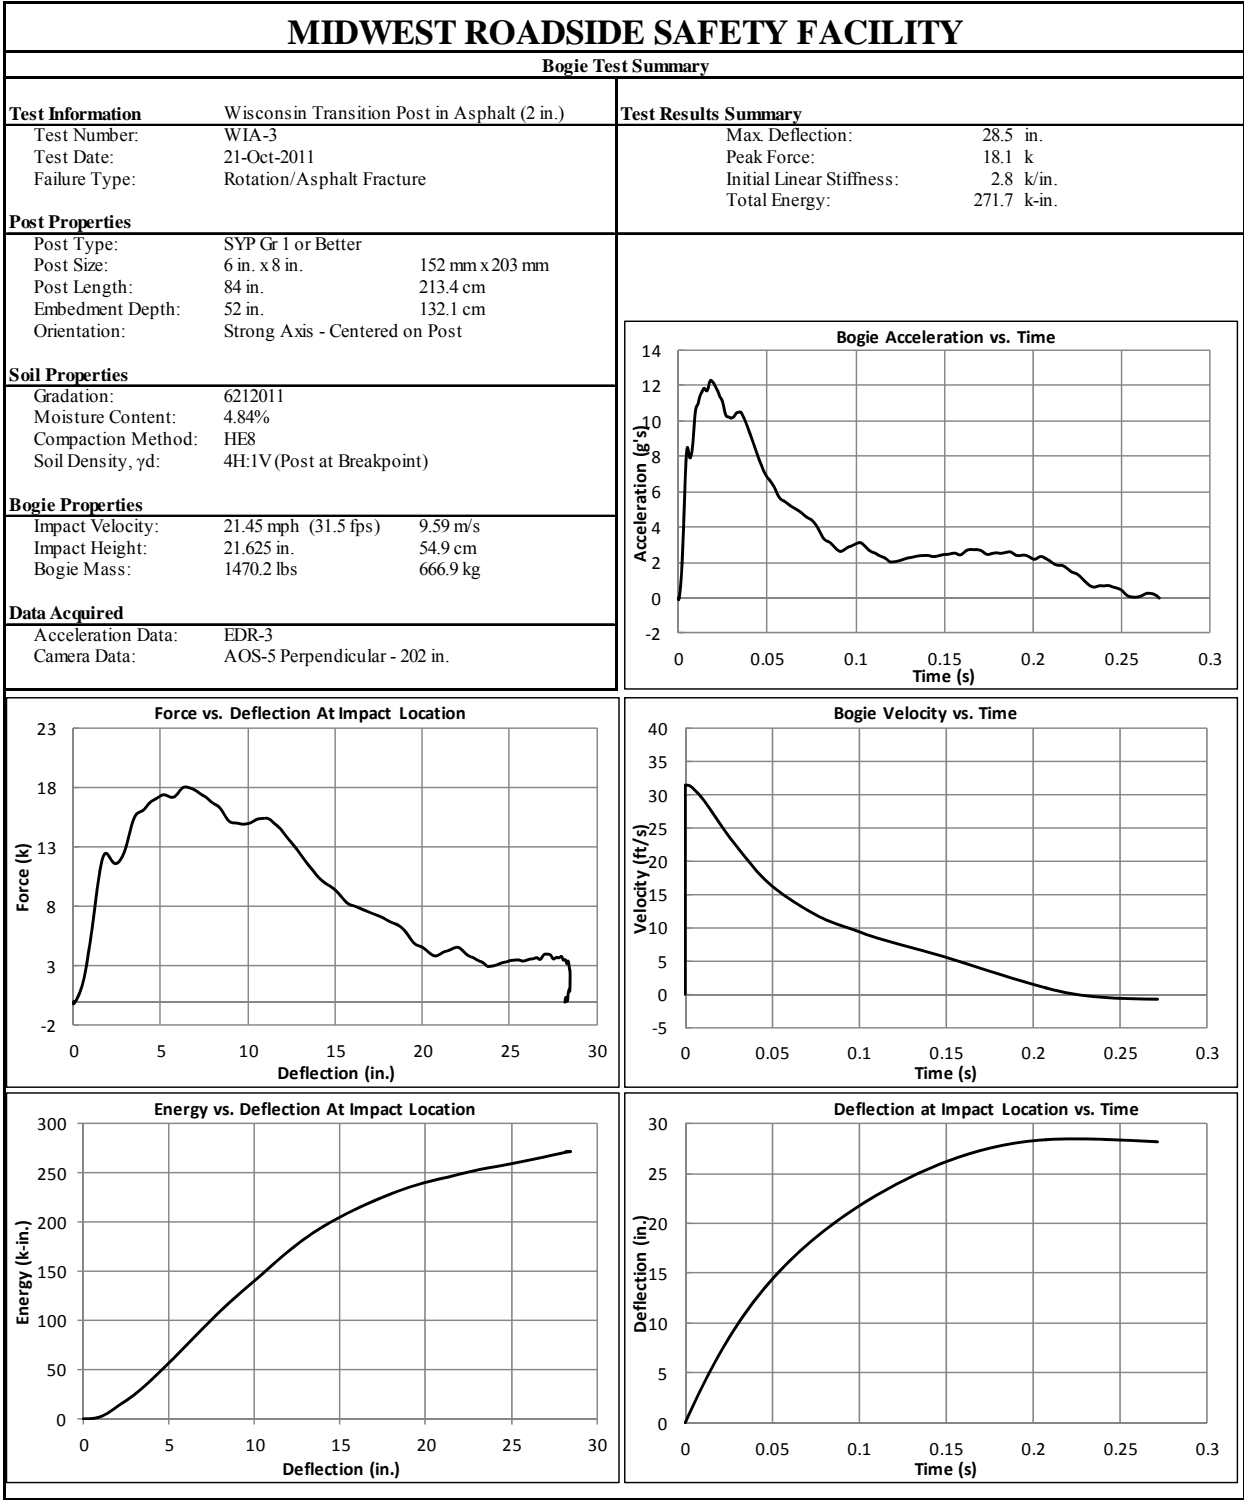 MIDWEST ROADSIDE SAFETY FACILITY
Bogie Test Summary
Test Information Wisconsin Transition Post in Asphalt (2 in.)
Test Number: WIA-3
Test Date: 21-Oct-2011
Failure Type: Rotation/Asphalt Fracture
Post Properties
Post Type: SYP Gr 1 or Better
Post Size: 6 in. x 8 in. 152 mm x 203 mm
Post Length: 84 in. 213.4 cm
Embedment Depth: 52 in. 132.1 cm
Orientation: Strong Axis - Centered on Post
Soil Properties
Gradation: 6212011
Moisture Content: 4.84%
Compaction Method: HE8
Soil Density, γd: 4H:1V (Post at Breakpoint)
Bogie Properties
Impact Velocity: 21.45 mph (31.5 fps) 9.59 m/s
Impact Height: 21.625 in. 54.9 cm
Bogie Mass: 1470.2 lbs 666.9 kg
Data Acquired
Acceleration Data: EDR-3
Camera Data: AOS-5 Perpendicular - 202 in.
Test Results Summary
Max. Deflection: 28.5 in.
Peak Force: 18.1 k
Initial Linear Stiffness: 2.8 k/in.
Total Energy: 271.7 k-in.
Bogie Acceleration vs. Time
Acceleration (g's)
14
12
10
8
6
4
2
0
-2
0 0.05 0.1 0.15 0.2 0.25 0.3
Time (s)
Force vs. Deflection At Impact Location
Force (k)
23
18
13
8
3
-2
0 5 10 15 20 25 30
Deflection (in.)
Bogie Velocity vs. Time
Velocity (ft/s)
40
35
30
25
20
15
10
5
0
-5
0 0.05 0.1 0.15 0.2 0.25 0.3
Time (s)
Energy vs. Deflection At Impact Location
Energy (k-in.)
300
250
200
150
100
50
0
0 5 10 15 20 25 30
Deflection (in.)
Deflection at Impact Location vs. Time
Deflection (in.)
30
25
20
15
10
5
0
0 0.05 0.1 0.15 0.2 0.25 0.3
Time (s)